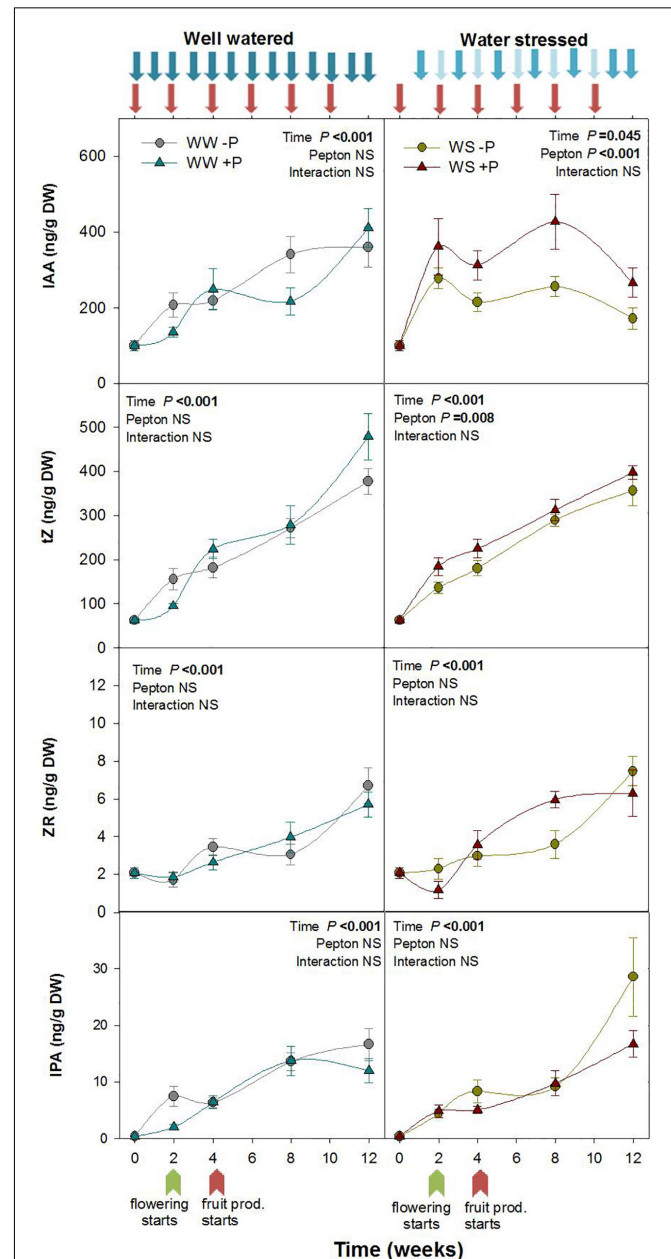 Well watered
Water stressed
IAA (ng/g DW)
600
400
200
0
WW -P
WW +P
Time P <0.001
Pepton NS
Interaction NS
WS -P
WS +P
Time P =0.045
Pepton P <0.001
Interaction NS
tZ (ng/g DW)
500
400
300
200
100
0
Time P <0.001
Pepton NS
Interaction NS
Time P <0.001
Pepton P =0.008
Interaction NS
ZR (ng/g DW)
12
10
8
6
4
2
0
Time P <0.001
Pepton NS
Interaction NS
Time P <0.001
Pepton NS
Interaction NS
IPA (ng/g DW)
30
20
10
0
Time P <0.001
Pepton NS
Interaction NS
Time P <0.001
Pepton NS
Interaction NS
0 2 4 6 8 10 12
0 2 4 6 8 10 12
flowering starts
fruit prod. starts
flowering starts
fruit prod. starts
Time (weeks)